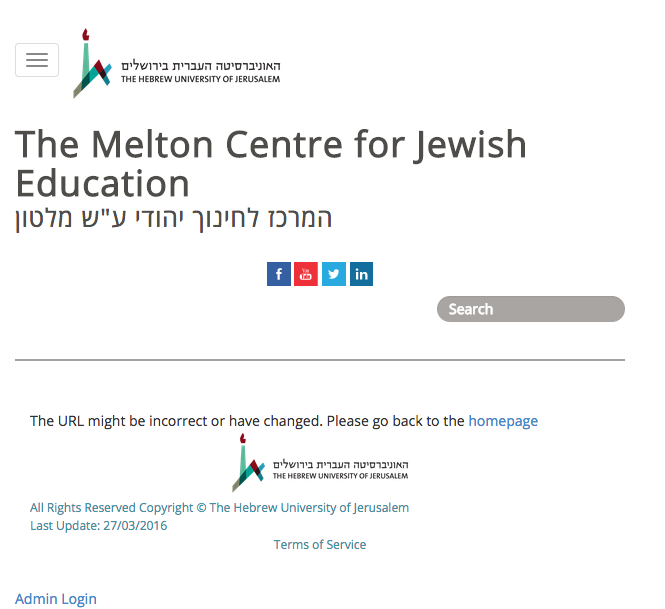 האוניברסיטה העברית בירושלים
THE HEBREW UNIVERSITY OF JERUSALEM
The Melton Centre for Jewish
Education
המרכז לחינוך יהודי ע"ש מלטון
f
You Tube
in
Search
The URL might be incorrect or have changed. Please go back to the homepage
האוניברסיטה העברית בירושלים
THE HEBREW UNIVERSITY OF JERUSALEM
All Rights Reserved Copyright © The Hebrew University of Jerusalem
Last Update: 27/03/2016
Terms of Service
Admin Login